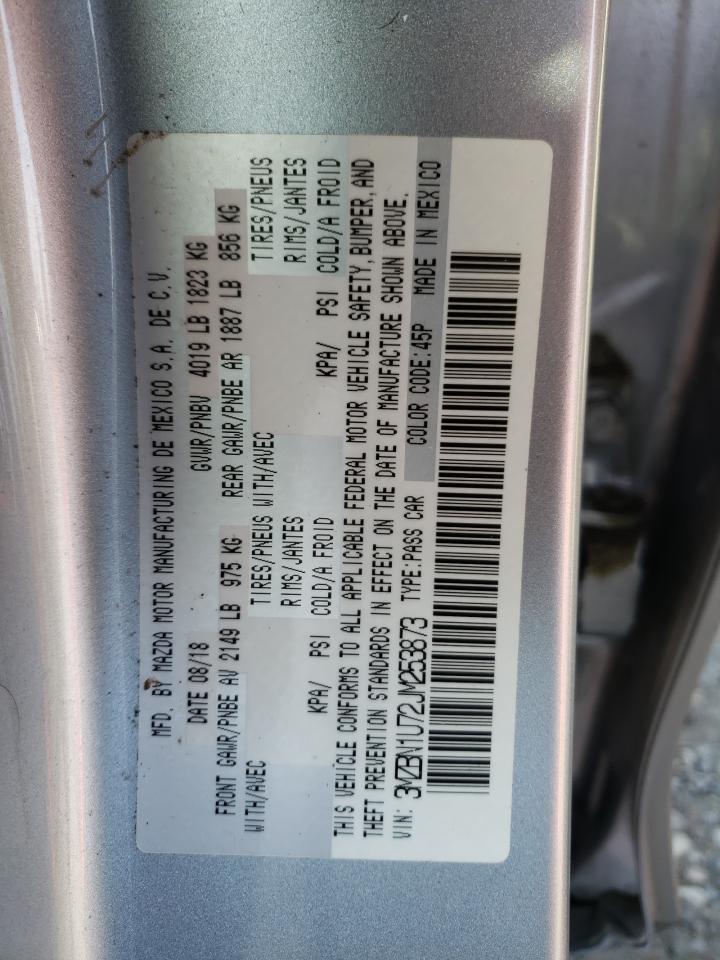 MFD. BY MAZDA MOTOR MANUFACTURING DE MEXICO S.A. DE C.V.
DATE 08/18 GVWR/PNBV 4019 LB 1823 KG
FRONT GAWR/PNBE AV 2149 LB 975 KG REAR GAWR/PNBE AR 1887 LB 856 KG
WITH/AVEC TIRES/PNEUS WITH/AVEC TIRES/PNEUS
RIMS/JANTES RIMS/JANTES
KPA/ PSI COLD/A FROID KPA/ PSI COLD/A FROID
THIS VEHICLE CONFORMS TO ALL APPLICABLE FEDERAL MOTOR VEHICLE SAFETY, BUMPER, AND
THEFT PREVENTION STANDARDS IN EFFECT ON THE DATE OF MANUFACTURE SHOWN ABOVE.
VIN: 3MZBN1U72JM253873 TYPE:PASS CAR COLOR CODE:45P MADE IN MEXICO